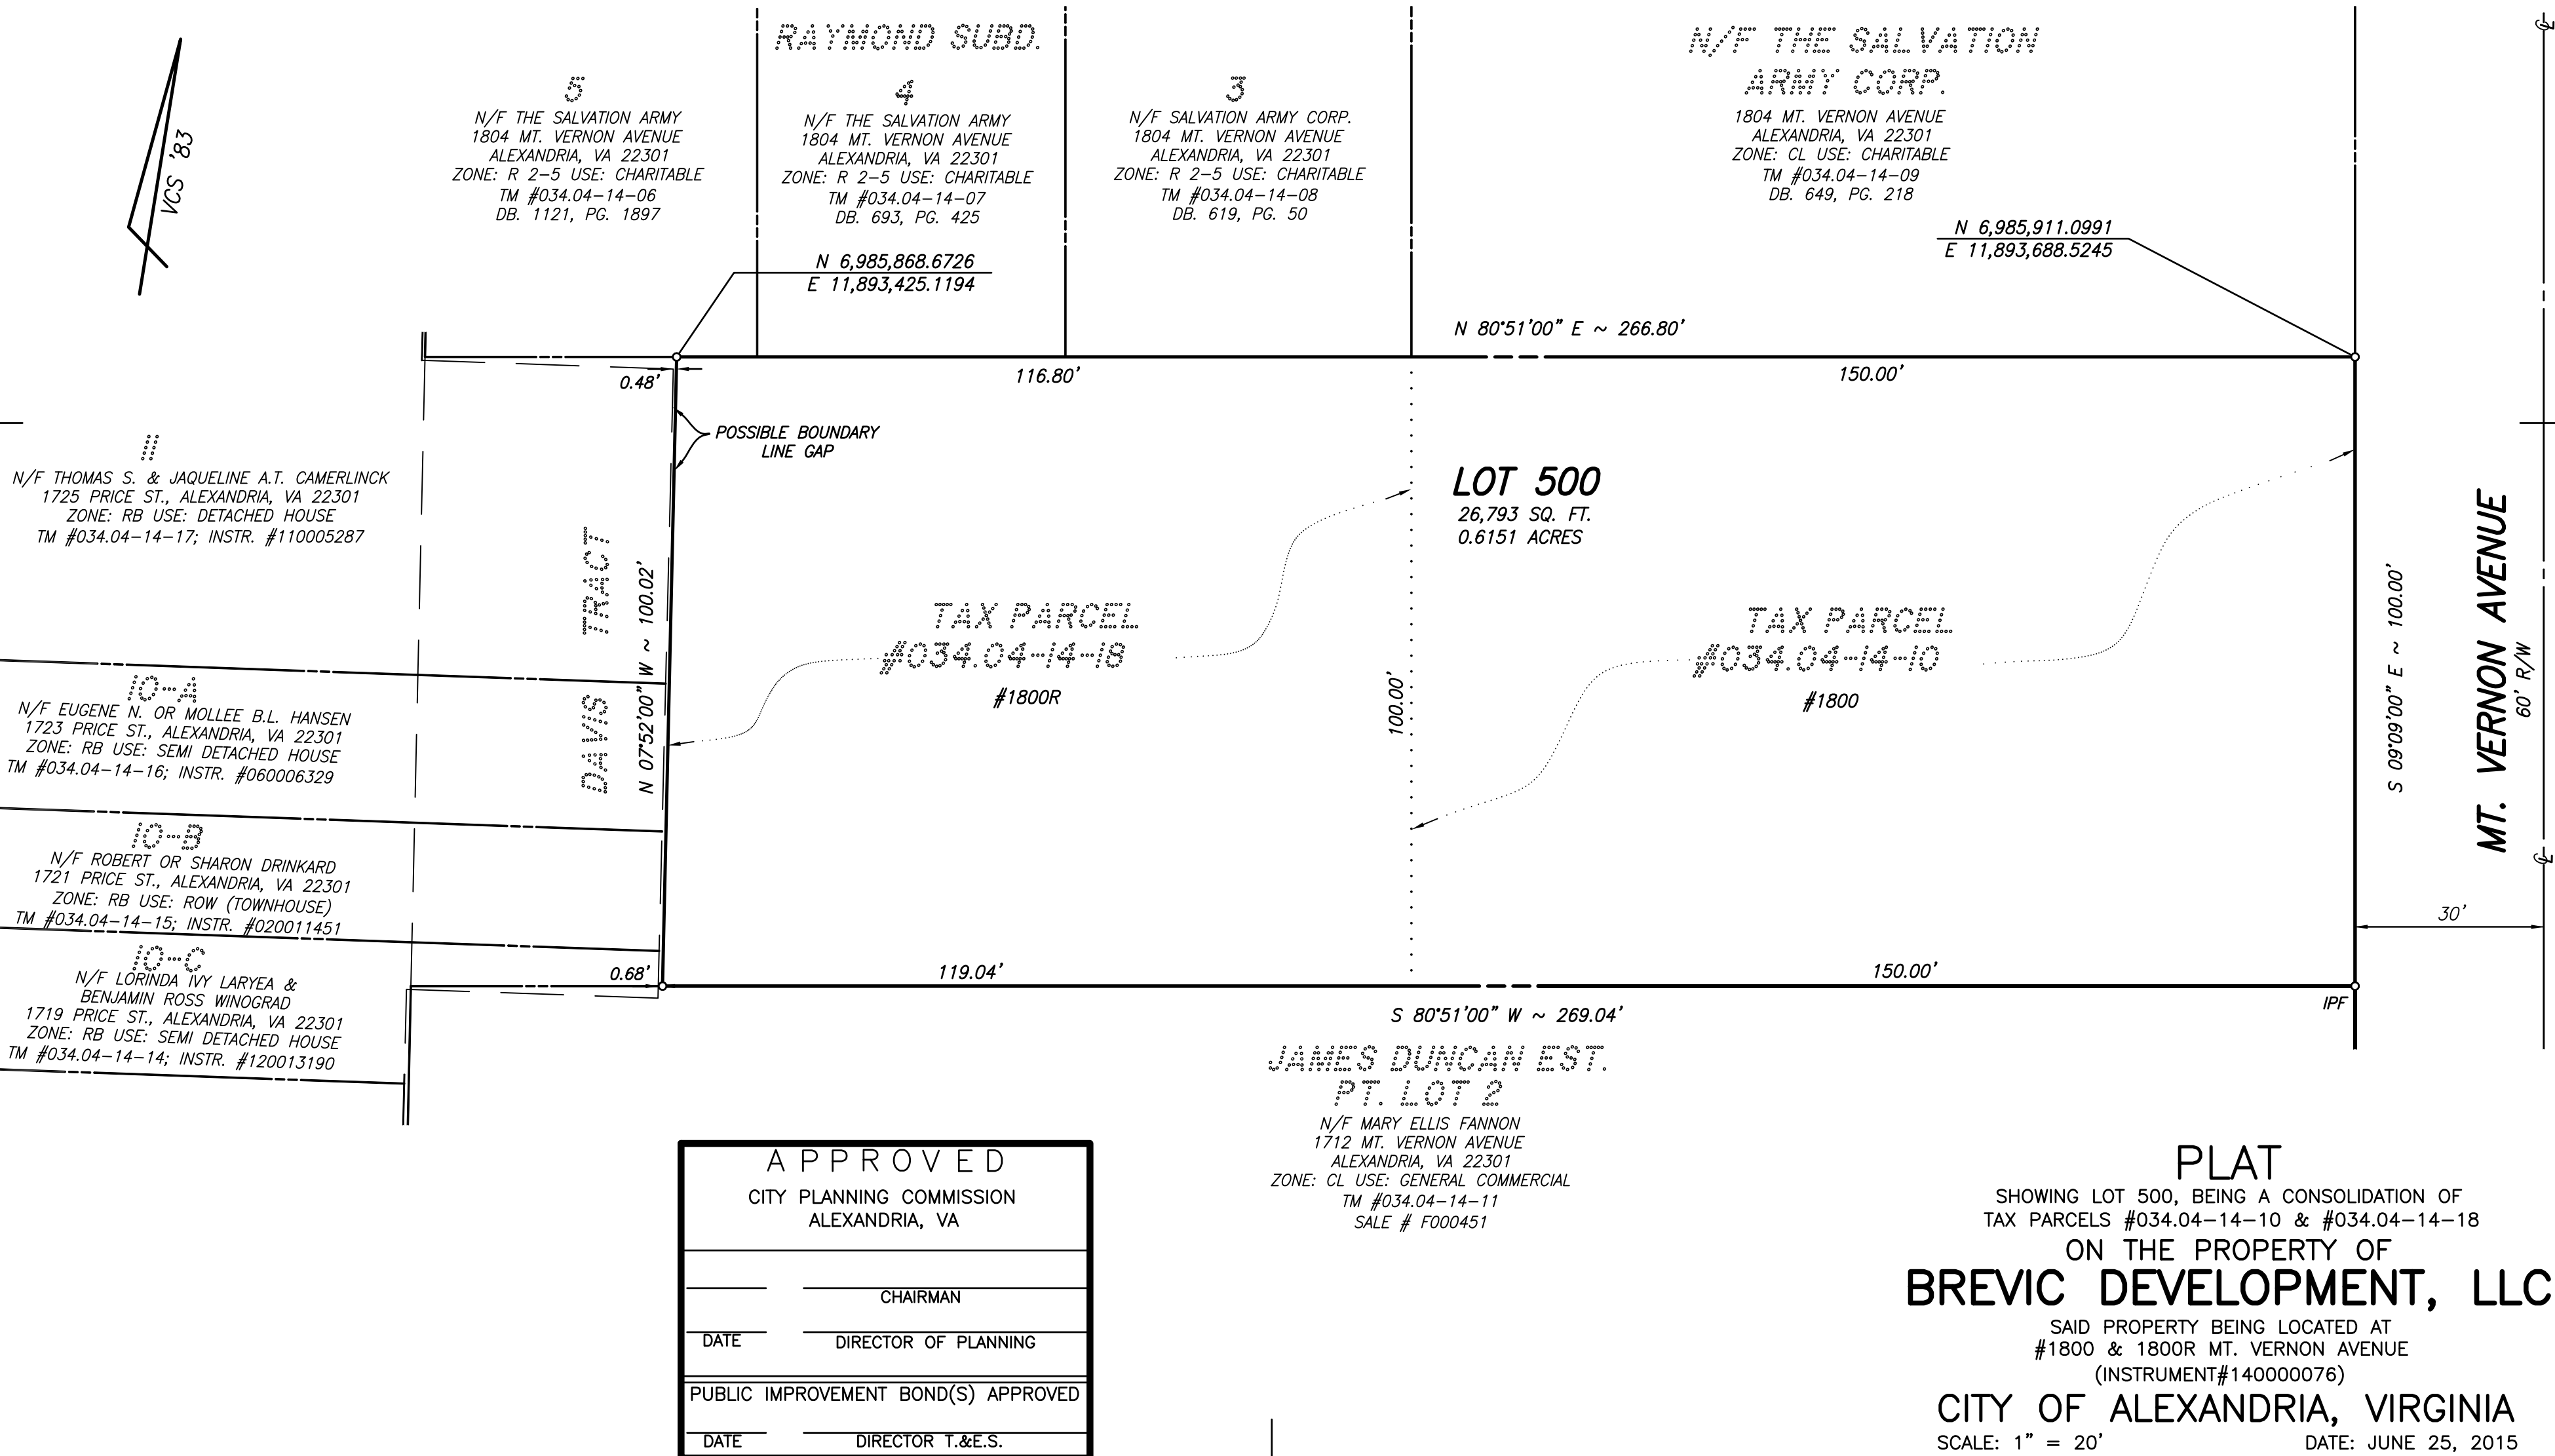 VCS '83
RAYMOND SUBD.
5
N/F THE SALVATION ARMY
1804 MT. VERNON AVENUE
ALEXANDRIA, VA 22301
ZONE: R 2-5 USE: CHARITABLE
TM #034.04-14-06
DB. 1121, PG. 1897
4
N/F THE SALVATION ARMY
1804 MT. VERNON AVENUE
ALEXANDRIA, VA 22301
ZONE: R 2-5 USE: CHARITABLE
TM #034.04-14-07
DB. 693, PG. 425
3
N/F SALVATION ARMY CORP.
1804 MT. VERNON AVENUE
ALEXANDRIA, VA 22301
ZONE: R 2-5 USE: CHARITABLE
TM #034.04-14-08
DB. 619, PG. 50
N/F THE SALVATION
ARMY CORP.
1804 MT. VERNON AVENUE
ALEXANDRIA, VA 22301
ZONE: CL USE: CHARITABLE
TM #034.04-14-09
DB. 649, PG. 218
N 6,985,868.6726
E 11,893,425.1194
N 6,985,911.0991
E 11,893,688.5245
N 80°51'00" E ~ 266.80'
0.48'
116.80'
150.00'
POSSIBLE BOUNDARY
LINE GAP
11
N/F THOMAS S. & JAQUELINE A.T. CAMERLINCK
1725 PRICE ST., ALEXANDRIA, VA 22301
ZONE: RB USE: DETACHED HOUSE
TM #034.04-14-17; INSTR. #110005287
DAVIS TRACT
N 07°52'00" W ~ 100.02'
LOT 500
26,793 SQ. FT.
0.6151 ACRES
TAX PARCEL
#034.04-14-18
#1800R
100.00'
TAX PARCEL
#034.04-14-10
#1800
S 09°09'00" E ~ 100.00'
MT. VERNON AVENUE
60' R/W
30'
10-A
N/F EUGENE N. OR MOLLEE B.L. HANSEN
1723 PRICE ST., ALEXANDRIA, VA 22301
ZONE: RB USE: SEMI DETACHED HOUSE
TM #034.04-14-16; INSTR. #060006329
10-B
N/F ROBERT OR SHARON DRINKARD
1721 PRICE ST., ALEXANDRIA, VA 22301
ZONE: RB USE: ROW (TOWNHOUSE)
TM #034.04-14-15; INSTR. #020011451
10-C
N/F LORINDA IVY LARYEA &
BENJAMIN ROSS WINOGRAD
1719 PRICE ST., ALEXANDRIA, VA 22301
ZONE: RB USE: SEMI DETACHED HOUSE
TM #034.04-14-14; INSTR. #120013190
0.68'
119.04'
150.00'
IPF
S 80°51'00" W ~ 269.04'
JAMES DUNCAN EST.
PT. LOT 2
N/F MARY ELLIS FANNON
1712 MT. VERNON AVENUE
ALEXANDRIA, VA 22301
ZONE: CL USE: GENERAL COMMERCIAL
TM #034.04-14-11
SALE # F000451
APPROVED
CITY PLANNING COMMISSION
ALEXANDRIA, VA
CHAIRMAN
DATE DIRECTOR OF PLANNING
PUBLIC IMPROVEMENT BOND(S) APPROVED
DATE DIRECTOR T.&E.S.
PLAT
SHOWING LOT 500, BEING A CONSOLIDATION OF
TAX PARCELS #034.04-14-10 & #034.04-14-18
ON THE PROPERTY OF
BREVIC DEVELOPMENT, LLC
SAID PROPERTY BEING LOCATED AT
#1800 & 1800R MT. VERNON AVENUE
(INSTRUMENT#140000076)
CITY OF ALEXANDRIA, VIRGINIA
SCALE: 1" = 20' DATE: JUNE 25, 2015